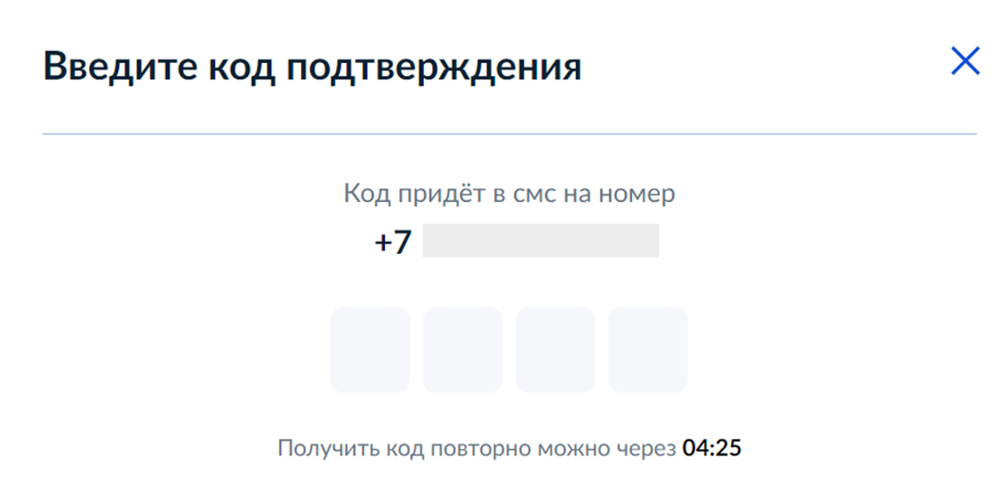 Введите код подтверждения
Код придёт в смс на номер
+7
Получить код повторно можно через 04:25